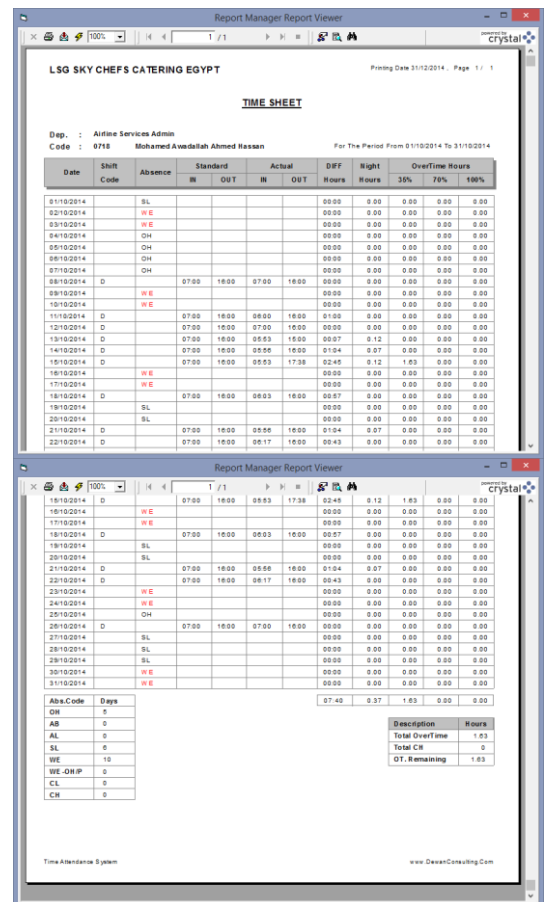 Report Manager Report Viewer
100%
1 /1
powered by
crystal
LSG SKY CHEFS CATERING EGYPT
Printing Date 31/12/2014 , Page 1 / 1
TIME SHEET
Dep. : Airline Services Admin
Code : 0718 Mohamed Awadallah Ahmed Hassan For The Period From 01/10/2014 To 31/10/2014
Date Shift Code Absence Standard IN OUT Actual IN OUT DIFF Hours Night Hours OverTime Hours 35% 70% 100%
01/10/2014 SL 00:00 0.00 0.00 0.00 0.00
02/10/2014 WE 00:00 0.00 0.00 0.00 0.00
03/10/2014 WE 00:00 0.00 0.00 0.00 0.00
04/10/2014 OH 00:00 0.00 0.00 0.00 0.00
05/10/2014 OH 00:00 0.00 0.00 0.00 0.00
06/10/2014 OH 00:00 0.00 0.00 0.00 0.00
07/10/2014 OH 00:00 0.00 0.00 0.00 0.00
08/10/2014 D 07:00 16:00 07:00 16:00 00:00 0.00 0.00 0.00 0.00
09/10/2014 WE 00:00 0.00 0.00 0.00 0.00
10/10/2014 WE 00:00 0.00 0.00 0.00 0.00
11/10/2014 D 07:00 16:00 06:00 16:00 01:00 0.00 0.00 0.00 0.00
12/10/2014 D 07:00 16:00 07:00 16:00 00:00 0.00 0.00 0.00 0.00
13/10/2014 D 07:00 16:00 05:53 15:00 00:07 0.12 0.00 0.00 0.00
14/10/2014 D 07:00 16:00 05:56 16:00 01:04 0.07 0.00 0.00 0.00
15/10/2014 D 07:00 16:00 05:53 17:38 02:45 0.12 1.63 0.00 0.00
16/10/2014 WE 00:00 0.00 0.00 0.00 0.00
17/10/2014 WE 00:00 0.00 0.00 0.00 0.00
18/10/2014 D 07:00 16:00 06:03 16:00 00:57 0.00 0.00 0.00 0.00
19/10/2014 SL 00:00 0.00 0.00 0.00 0.00
20/10/2014 SL 00:00 0.00 0.00 0.00 0.00
21/10/2014 D 07:00 16:00 05:56 16:00 01:04 0.07 0.00 0.00 0.00
22/10/2014 D 07:00 16:00 06:17 16:00 00:43 0.00 0.00 0.00 0.00
Report Manager Report Viewer
100%
1 /1
powered by
crystal
15/10/2014 D 07:00 16:00 05:53 17:38 02:45 0.12 1.63 0.00 0.00
16/10/2014 WE 00:00 0.00 0.00 0.00 0.00
17/10/2014 WE 00:00 0.00 0.00 0.00 0.00
18/10/2014 D 07:00 16:00 06:03 16:00 00:57 0.00 0.00 0.00 0.00
19/10/2014 SL 00:00 0.00 0.00 0.00 0.00
20/10/2014 SL 00:00 0.00 0.00 0.00 0.00
21/10/2014 D 07:00 16:00 05:56 16:00 01:04 0.07 0.00 0.00 0.00
22/10/2014 D 07:00 16:00 06:17 16:00 00:43 0.00 0.00 0.00 0.00
23/10/2014 WE 00:00 0.00 0.00 0.00 0.00
24/10/2014 WE 00:00 0.00 0.00 0.00 0.00
25/10/2014 OH 00:00 0.00 0.00 0.00 0.00
26/10/2014 D 07:00 16:00 07:00 16:00 00:00 0.00 0.00 0.00 0.00
27/10/2014 SL 00:00 0.00 0.00 0.00 0.00
28/10/2014 SL 00:00 0.00 0.00 0.00 0.00
29/10/2014 SL 00:00 0.00 0.00 0.00 0.00
30/10/2014 WE 00:00 0.00 0.00 0.00 0.00
31/10/2014 WE 00:00 0.00 0.00 0.00 0.00
07:40 0.37 1.63 0.00 0.00
Abs.Code Days
OH 5
AB 0
AL 0
SL 6
WE 10
WE-OH/P 0
CL 0
CH 0
Description Hours
Total OverTime 1.63
Total CH 0
OT. Remaining 1.63
Time Attendance System
www.DewanConsulting.Com